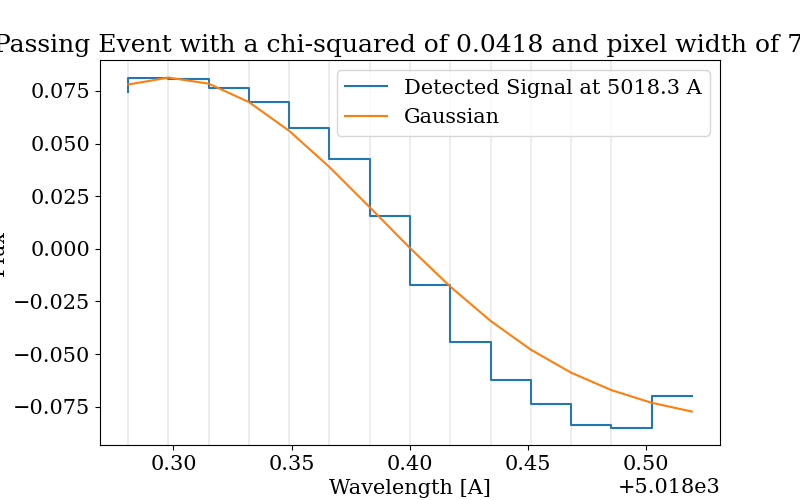 Passing Event with a chi-squared of 0.0418 and pixel width of 7
Detected Signal at 5018.3 A
Gaussian
0.075
0.050
0.025
0.000
−0.025
−0.050
−0.075
0.30 0.35 0.40 0.45 0.50
+5.018e3
Wavelength [A]